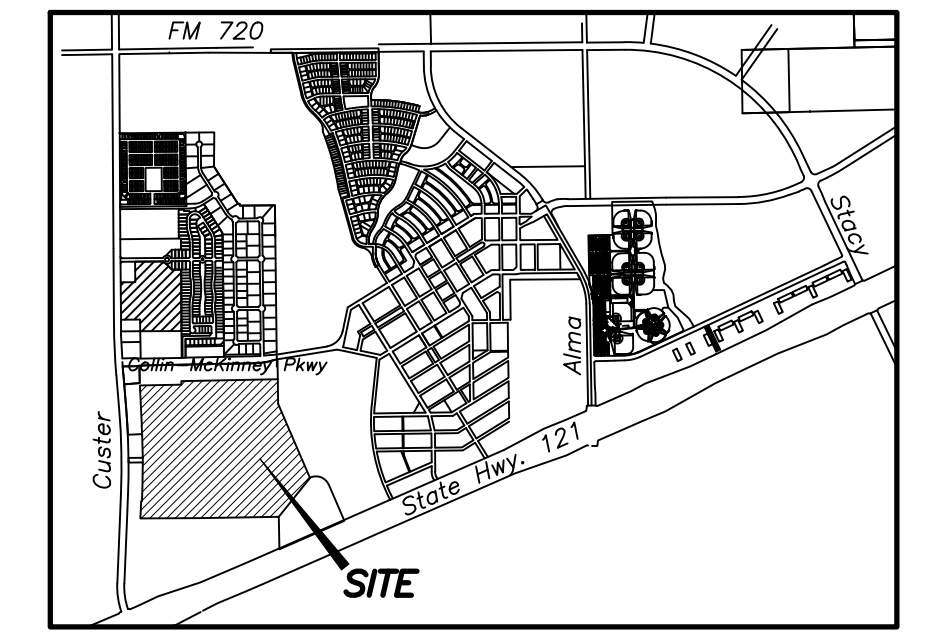 FM 720
Stacy
Alma
Collin McKinney Pkwy
Custer
State Hwy. 121
SITE